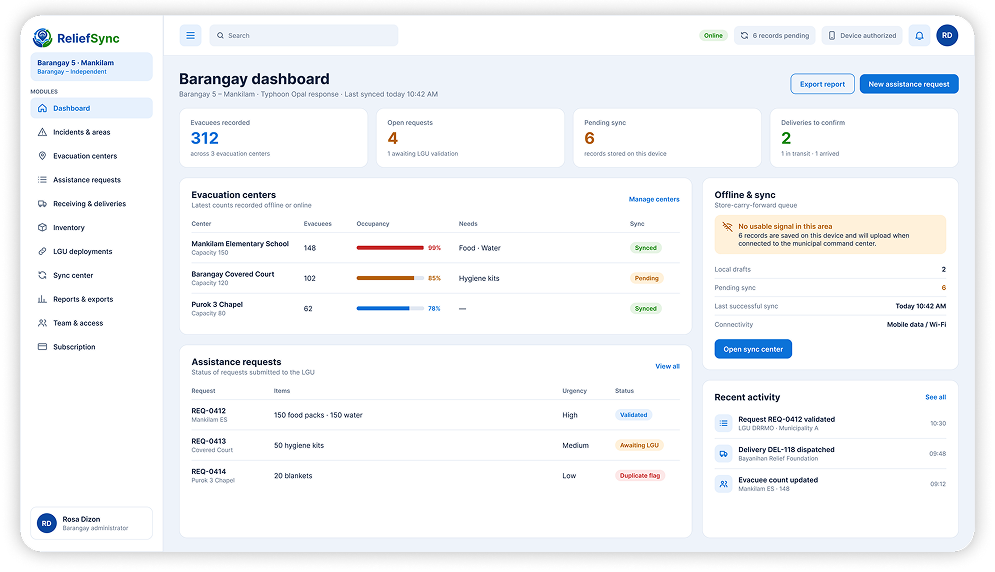 ReliefSync
Barangay 5 · Mankilam
Barangay – Independent
MODULES
Dashboard
Incidents & areas
Evacuation centers
Assistance requests
Receiving & deliveries
Inventory
LGU deployments
Sync center
Reports & exports
Team & access
Subscription
RD
Rosa Dizon
Barangay administrator
Search
Online
6 records pending
Device authorized
RD
Barangay dashboard
Barangay 5 – Mankilam · Typhoon Opal response · Last synced today 10:42 AM
Export report
New assistance request
Evacuees recorded
312
across 3 evacuation centers
Open requests
4
1 awaiting LGU validation
Pending sync
6
records stored on this device
Deliveries to confirm
2
1 in transit · 1 arrived
Evacuation centers
Latest counts recorded offline or online
Manage centers
Center Evacuees Occupancy Needs Sync
Mankilam Elementary School 148 99% Food · Water Synced
Capacity 150
Barangay Covered Court 102 85% Hygiene kits Pending
Capacity 120
Purok 3 Chapel 62 78% — Synced
Capacity 80
Assistance requests
Status of requests submitted to the LGU
View all
Request Items Urgency Status
REQ-0412 150 food packs · 150 water High Validated
Mankilam ES
REQ-0413 50 hygiene kits Medium Awaiting LGU
Covered Court
REQ-0414 20 blankets Low Duplicate flag
Purok 3 Chapel
Offline & sync
Store-carry-forward queue
No usable signal in this area
6 records are saved on this device and will upload when
connected to the municipal command center.
Local drafts 2
Pending sync 6
Last successful sync Today 10:42 AM
Connectivity Mobile data / Wi-Fi
Open sync center
Recent activity
See all
Request REQ-0412 validated 10:30
LGU DRRMO · Municipality A
Delivery DEL-118 dispatched 09:48
Bayanihan Relief Foundation
Evacuee count updated 09:12
Mankilam ES · 148